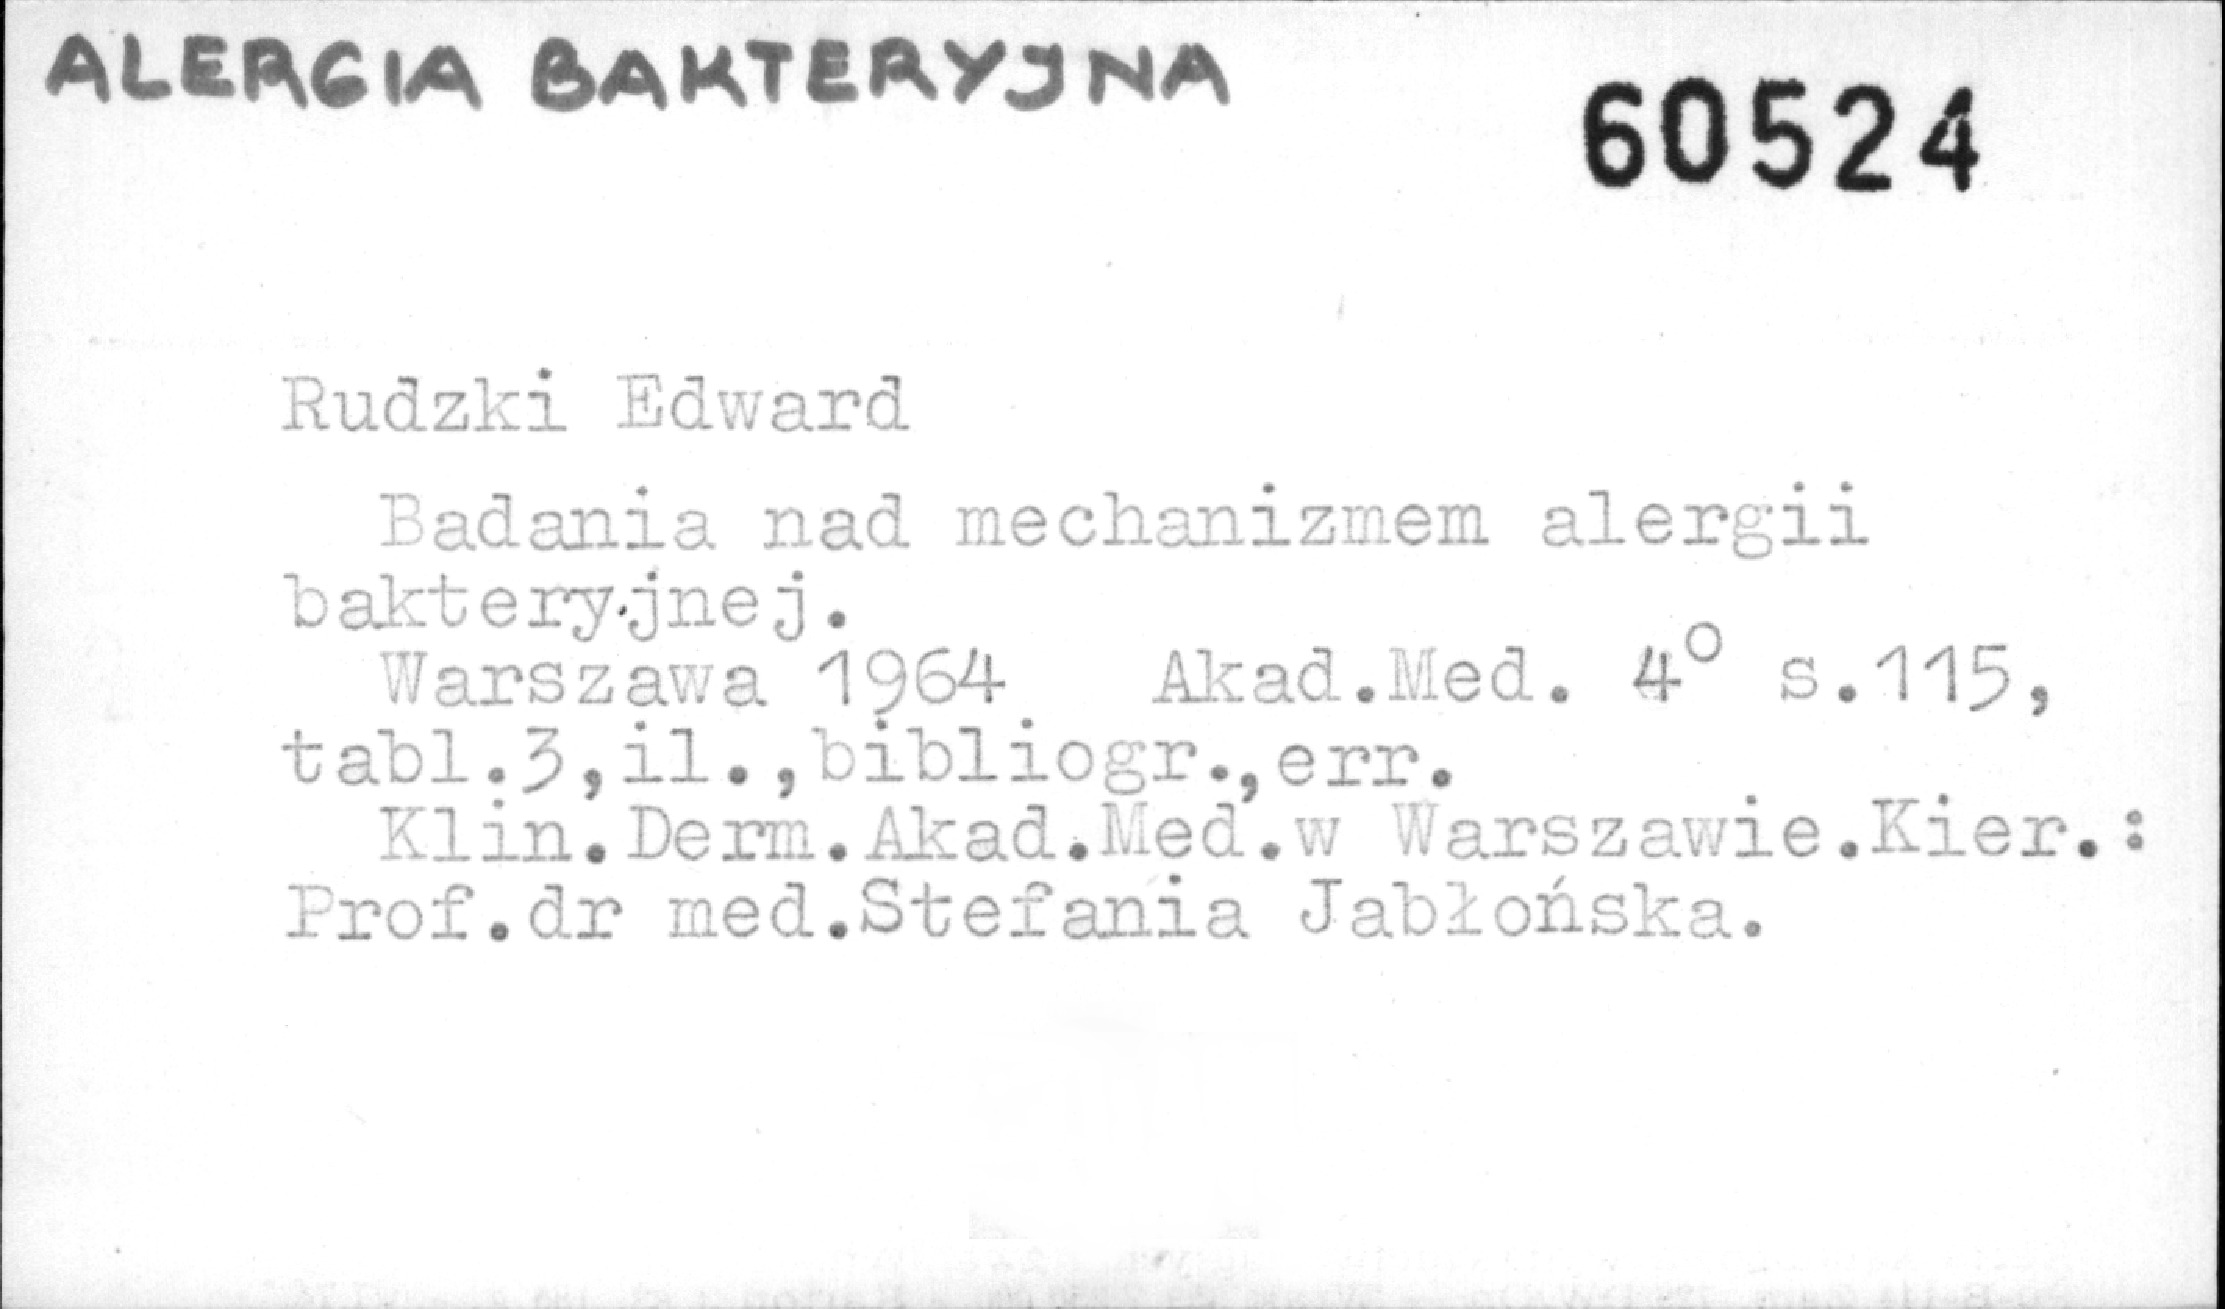 ALERGIA BAKTERYJNA
60524
Rudzki Edward
Badania nad mechanizmem alergii
bakteryjnej.
Warszawa 1964 Akad.Med. 4° s.115,
tabl.3,il.,bibliogr.,err.
Klin.Derm.Akad.Med.w Warszawie.Kier.:
Prof.dr med.Stefania Jabłońska.